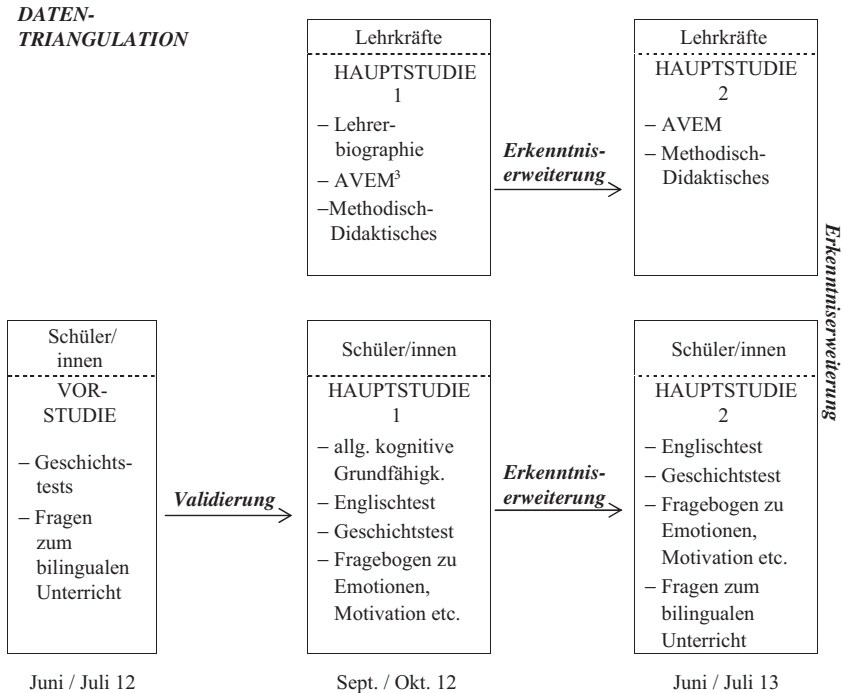 DATEN-
TRIANGULATION
Lehrkräfte
HAUPTSTUDIE
1
– Lehrer-
biographie
– AVEM³
–Methodisch-
Didaktisches
Erkenntnis-
erweiterung
Lehrkräfte
HAUPTSTUDIE
2
– AVEM
– Methodisch-
Didaktisches
Erkenntniserweiterung
Schüler/
innen
VOR-
STUDIE
– Geschichts-
tests
– Fragen
zum
bilingualen
Unterricht
Validierung
Schüler/innen
HAUPTSTUDIE
1
– allg. kognitive
Grundfähigk.
– Englischtest
– Geschichtstest
– Fragebogen zu
Emotionen,
Motivation etc.
Erkenntnis-
erweiterung
Schüler/innen
HAUPTSTUDIE
2
– Englischtest
– Geschichtstest
– Fragebogen zu
Emotionen,
Motivation etc.
– Fragen zum
bilingualen
Unterricht
Juni / Juli 12
Sept. / Okt. 12
Juni / Juli 13